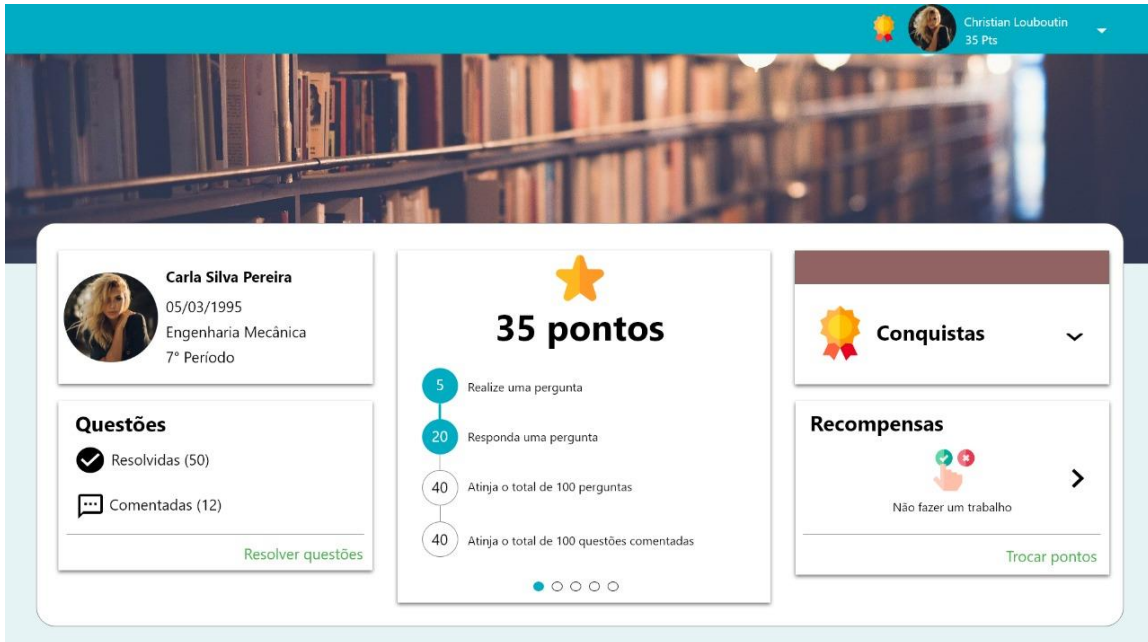 Christian Louboutin
35 Pts
Carla Silva Pereira
05/03/1995
Engenharia Mecânica
7° Período
Questões
Resolvidas (50)
Comentadas (12)
Resolver questões
35 pontos
5 Realize uma pergunta
20 Responda uma pergunta
40 Atinja o total de 100 perguntas
40 Atinja o total de 100 questões comentadas
Conquistas
Recompensas
Não fazer um trabalho
Trocar pontos